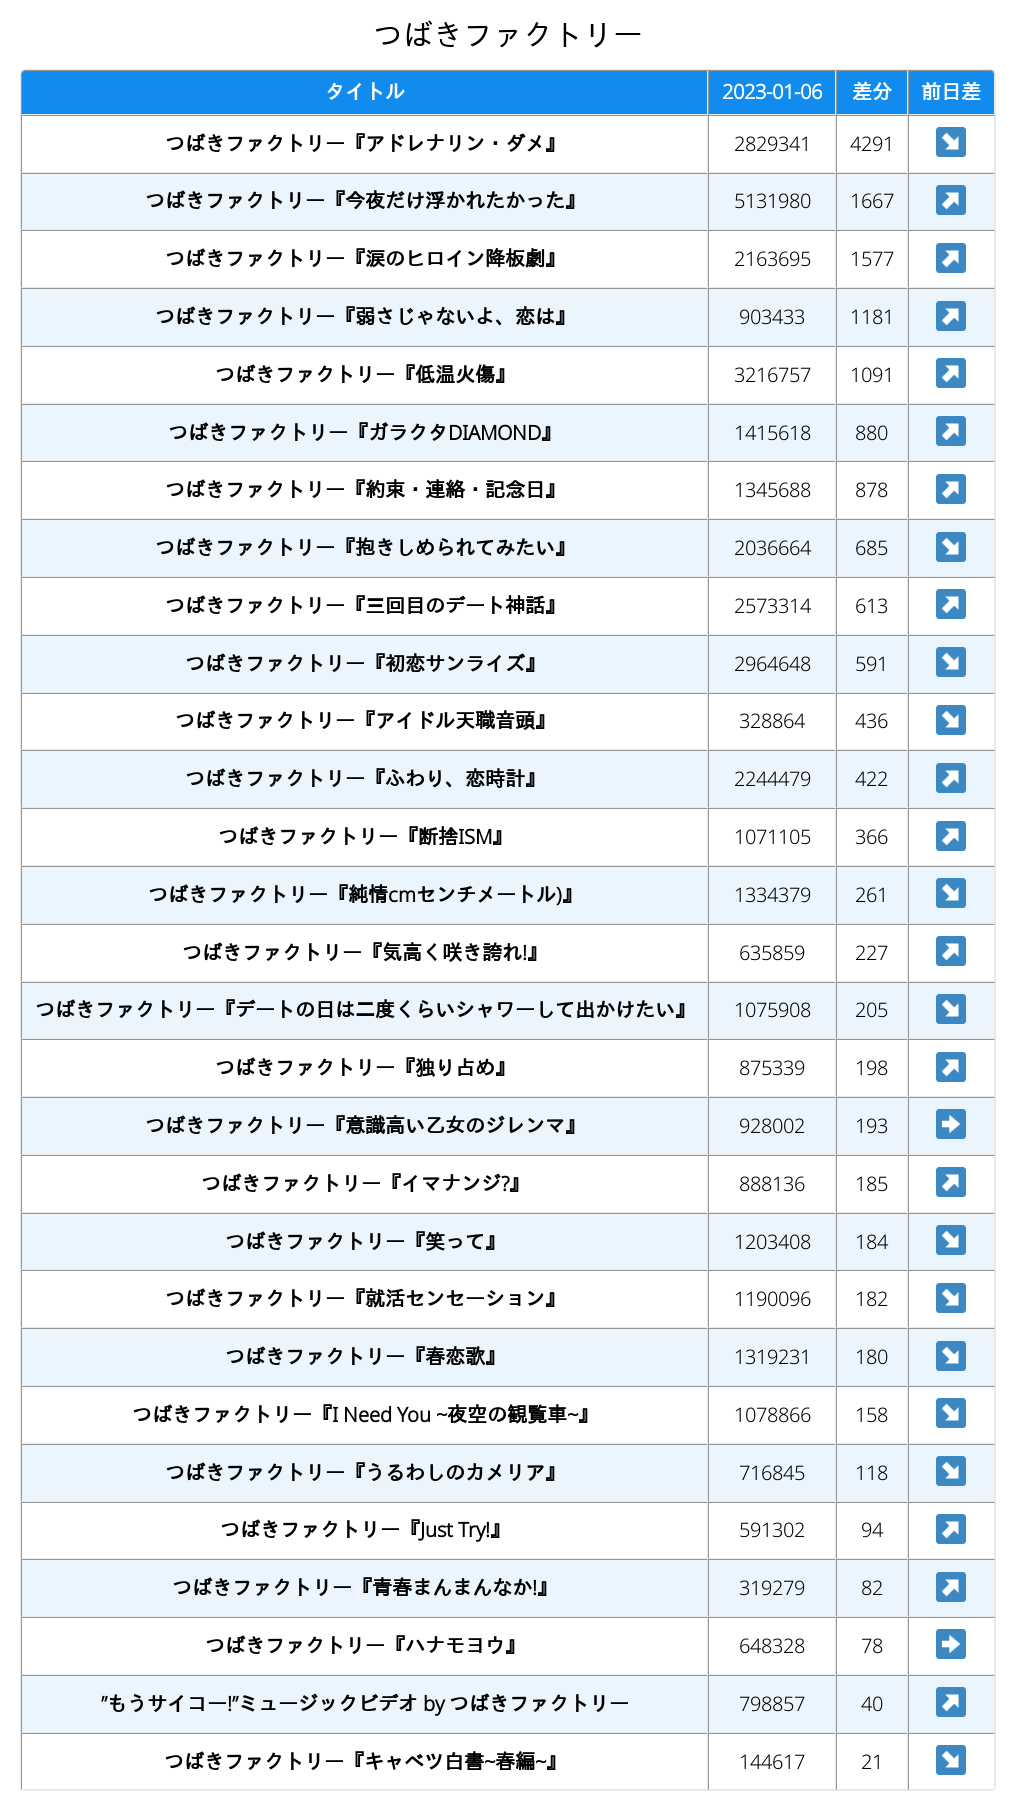 つばきファクトリー
タイトル 2023-01-06 差分 前日差
つばきファクトリー『アドレナリン・ダメ』 2829341 4291 ↘
つばきファクトリー『今夜だけ浮かれたかった』 5131980 1667 ↗
つばきファクトリー『涙のヒロイン降板劇』 2163695 1577 ↗
つばきファクトリー『弱さじゃないよ、恋は』 903433 1181 ↗
つばきファクトリー『低温火傷』 3216757 1091 ↗
つばきファクトリー『ガラクタDIAMOND』 1415618 880 ↗
つばきファクトリー『約束・連絡・記念日』 1345688 878 ↗
つばきファクトリー『抱きしめられてみたい』 2036664 685 ↘
つばきファクトリー『三回目のデート神話』 2573314 613 ↗
つばきファクトリー『初恋サンライズ』 2964648 591 ↘
つばきファクトリー『アイドル天職音頭』 328864 436 ↘
つばきファクトリー『ふわり、恋時計』 2244479 422 ↗
つばきファクトリー『断捨ISM』 1071105 366 ↗
つばきファクトリー『純情cmセンチメートル)』 1334379 261 ↘
つばきファクトリー『気高く咲き誇れ!』 635859 227 ↗
つばきファクトリー『デートの日は二度くらいシャワーして出かけたい』 1075908 205 ↘
つばきファクトリー『独り占め』 875339 198 ↗
つばきファクトリー『意識高い乙女のジレンマ』 928002 193 ➡
つばきファクトリー『イマナンジ?』 888136 185 ↗
つばきファクトリー『笑って』 1203408 184 ↘
つばきファクトリー『就活センセーション』 1190096 182 ↘
つばきファクトリー『春恋歌』 1319231 180 ↘
つばきファクトリー『I Need You ~夜空の観覧車~』 1078866 158 ↘
つばきファクトリー『うるわしのカメリア』 716845 118 ↘
つばきファクトリー『Just Try!』 591302 94 ↗
つばきファクトリー『青春まんまんなか!』 319279 82 ↗
つばきファクトリー『ハナモヨウ』 648328 78 ➡
”もうサイコー!”ミュージックビデオ by つばきファクトリー 798857 40 ↗
つばきファクトリー『キャベツ白書~春編~』 144617 21 ↘